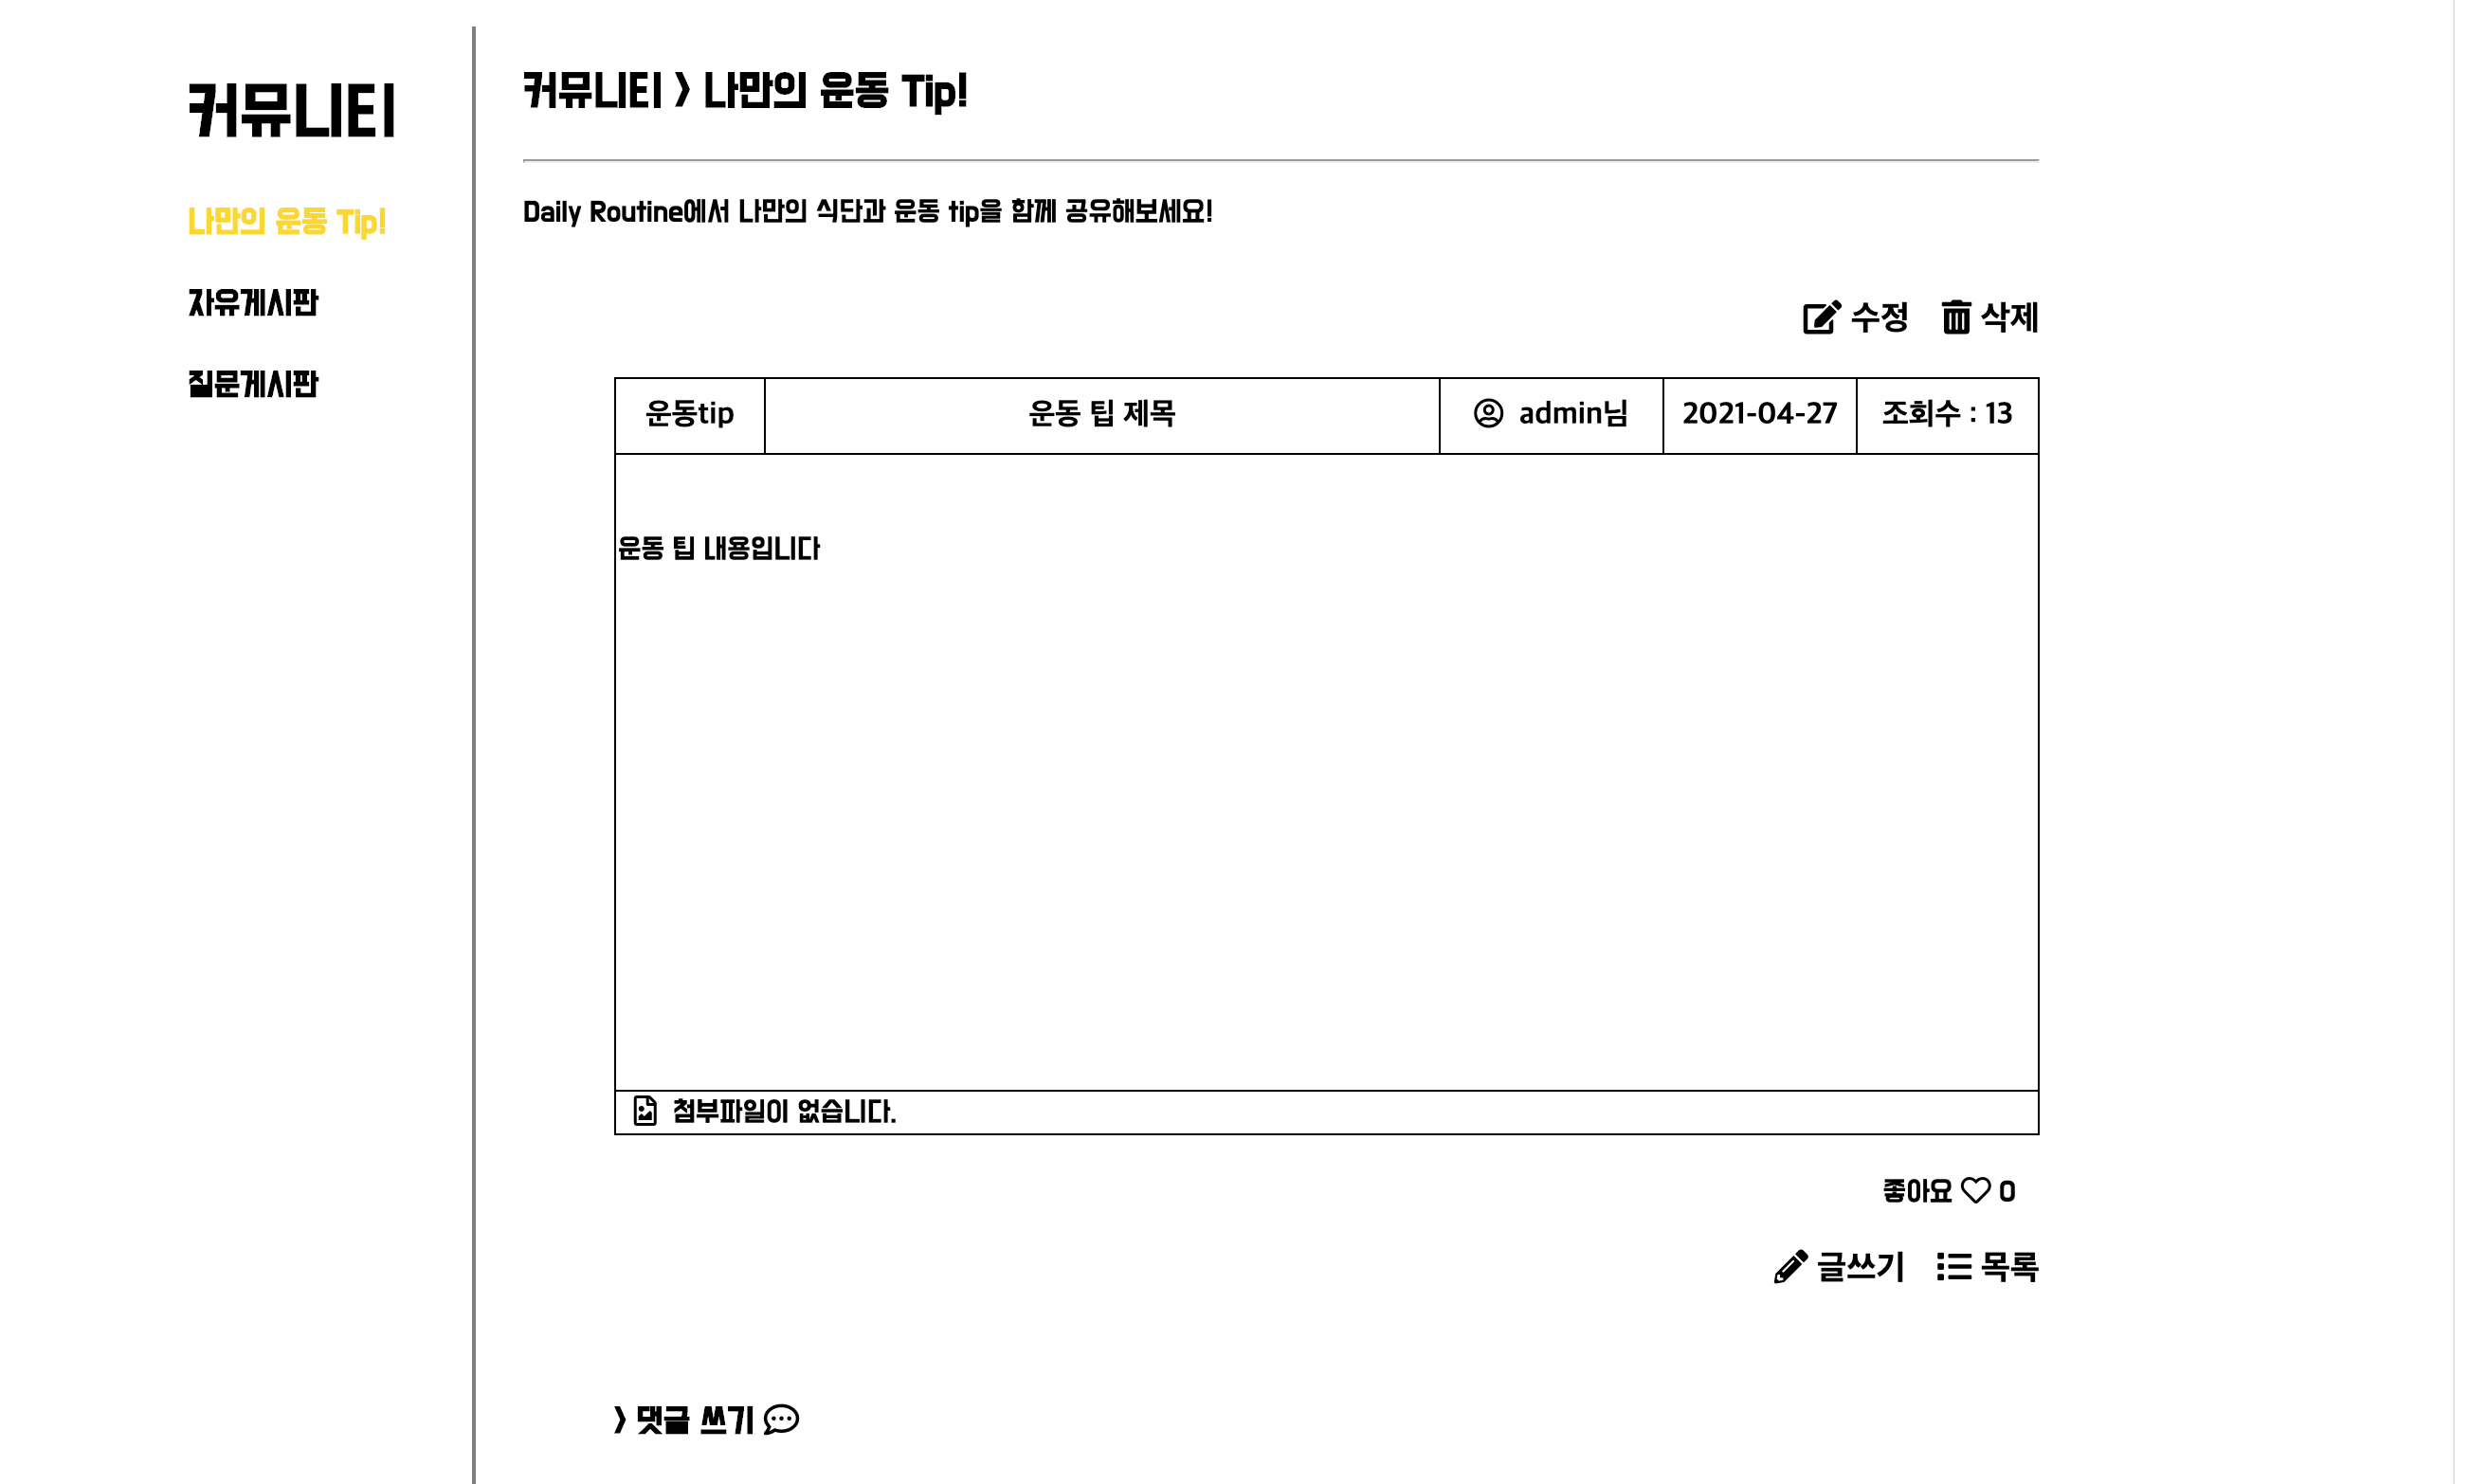 커뮤니티
나만의 운동 Tip!
자유게시판
질문게시판
커뮤니티 > 나만의 운동 Tip!
Daily Routine에서 나만의 식단과 운동 tip을 함께 공유해보세요!
수정 삭제
운동tip 운동 팁 제목 admin님 2021-04-27 조회수 : 13
운동 팁 내용입니다
첨부파일이 없습니다.
좋아요 0
글쓰기 목록
> 댓글 쓰기